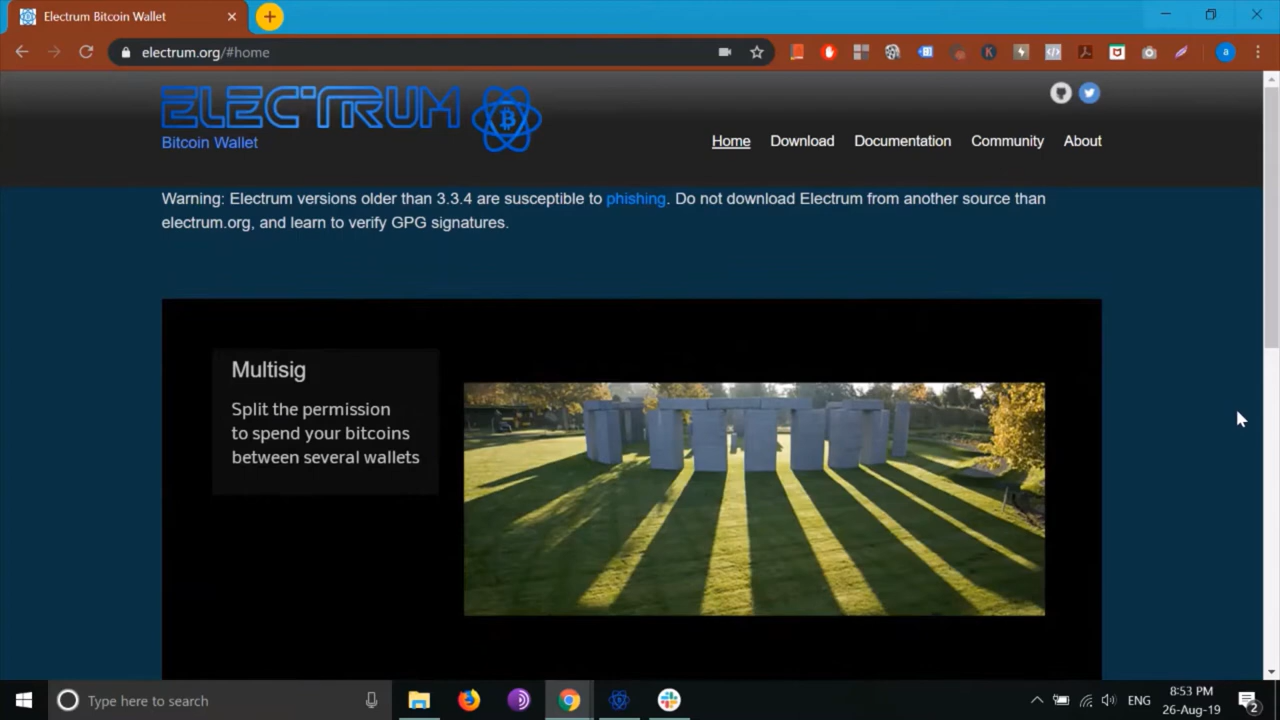 Electrum Bitcoin Wallet
electrum.org/#home
ELECTRUM
Bitcoin Wallet
Home Download Documentation Community About
Warning: Electrum versions older than 3.3.4 are susceptible to phishing. Do not download Electrum from another source than
electrum.org, and learn to verify GPG signatures.
Multisig
Split the permission
to spend your bitcoins
between several wallets
Type here to search
ENG
8:53 PM
26-Aug-19
2